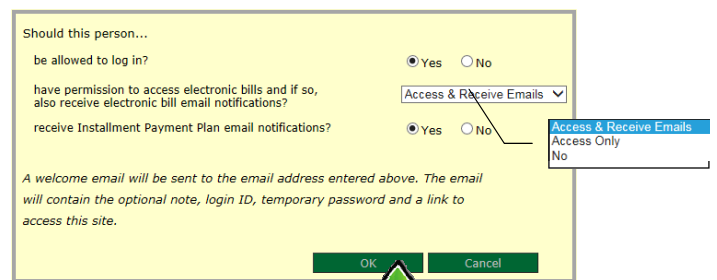 Should this person...
be allowed to log in?
Yes No
have permission to access electronic bills and if so,
also receive electronic bill email notifications?
Access & Receive Emails
receive Installment Payment Plan email notifications?
Yes No
Access & Receive Emails
Access Only
No
A welcome email will be sent to the email address entered above. The email
will contain the optional note, login ID, temporary password and a link to
access this site.
OK Cancel